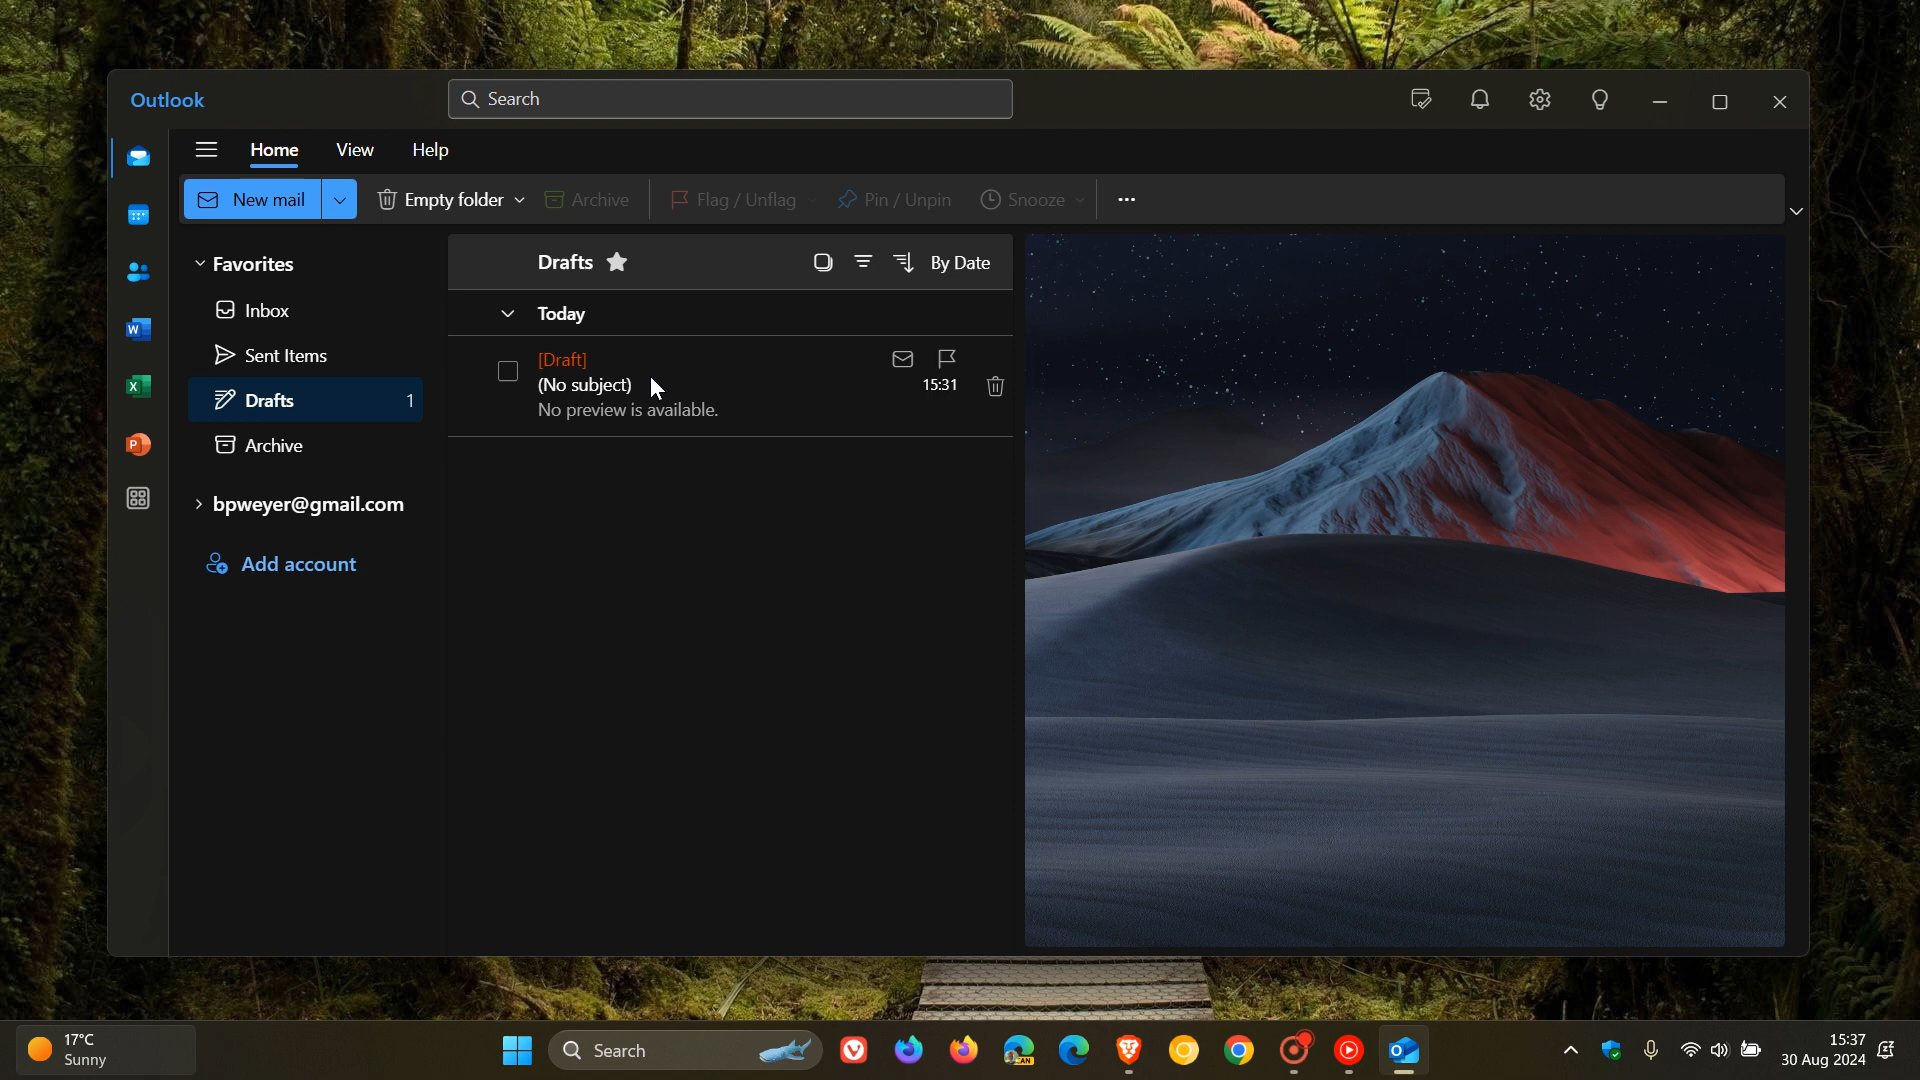 Outlook
Search
Home View Help
New mail Empty folder Archive Flag / Unflag Pin / Unpin Snooze
Favorites
Inbox
Sent Items
Drafts 1
Archive
bpweyer@gmail.com
Add account
Drafts By Date
Today
[Draft]
(No subject) 15:31
No preview is available.
17°C
Sunny
Search
15:37
30 Aug 2024